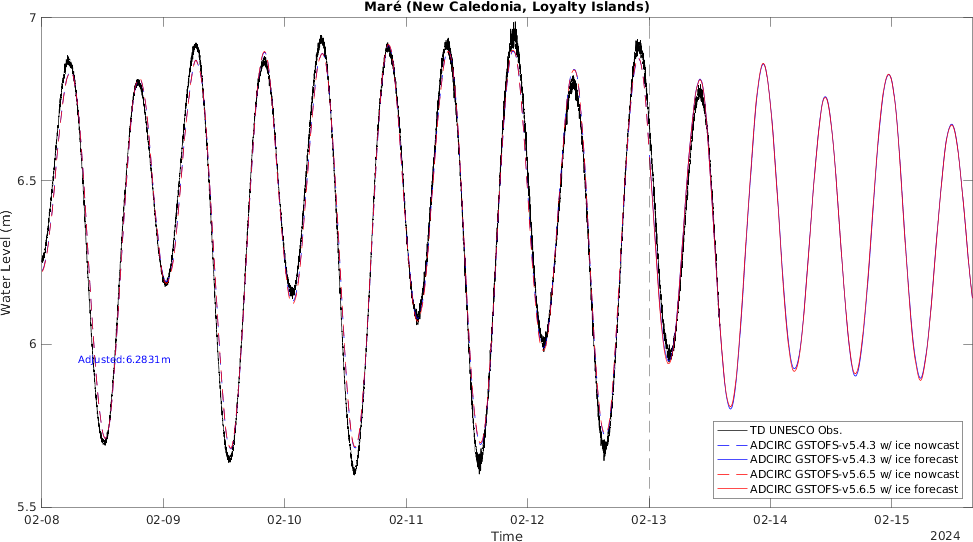 Maré (New Caledonia, Loyalty Islands)
7
6.5
6
5.5
Water Level (m)
Adjusted:6.2831m
TD UNESCO Obs.
ADCIRC GSTOFS-v5.4.3 w/ ice nowcast
ADCIRC GSTOFS-v5.4.3 w/ ice forecast
ADCIRC GSTOFS-v5.6.5 w/ ice nowcast
ADCIRC GSTOFS-v5.6.5 w/ ice forecast
02-08 02-09 02-10 02-11 02-12 02-13 02-14 02-15
Time
2024